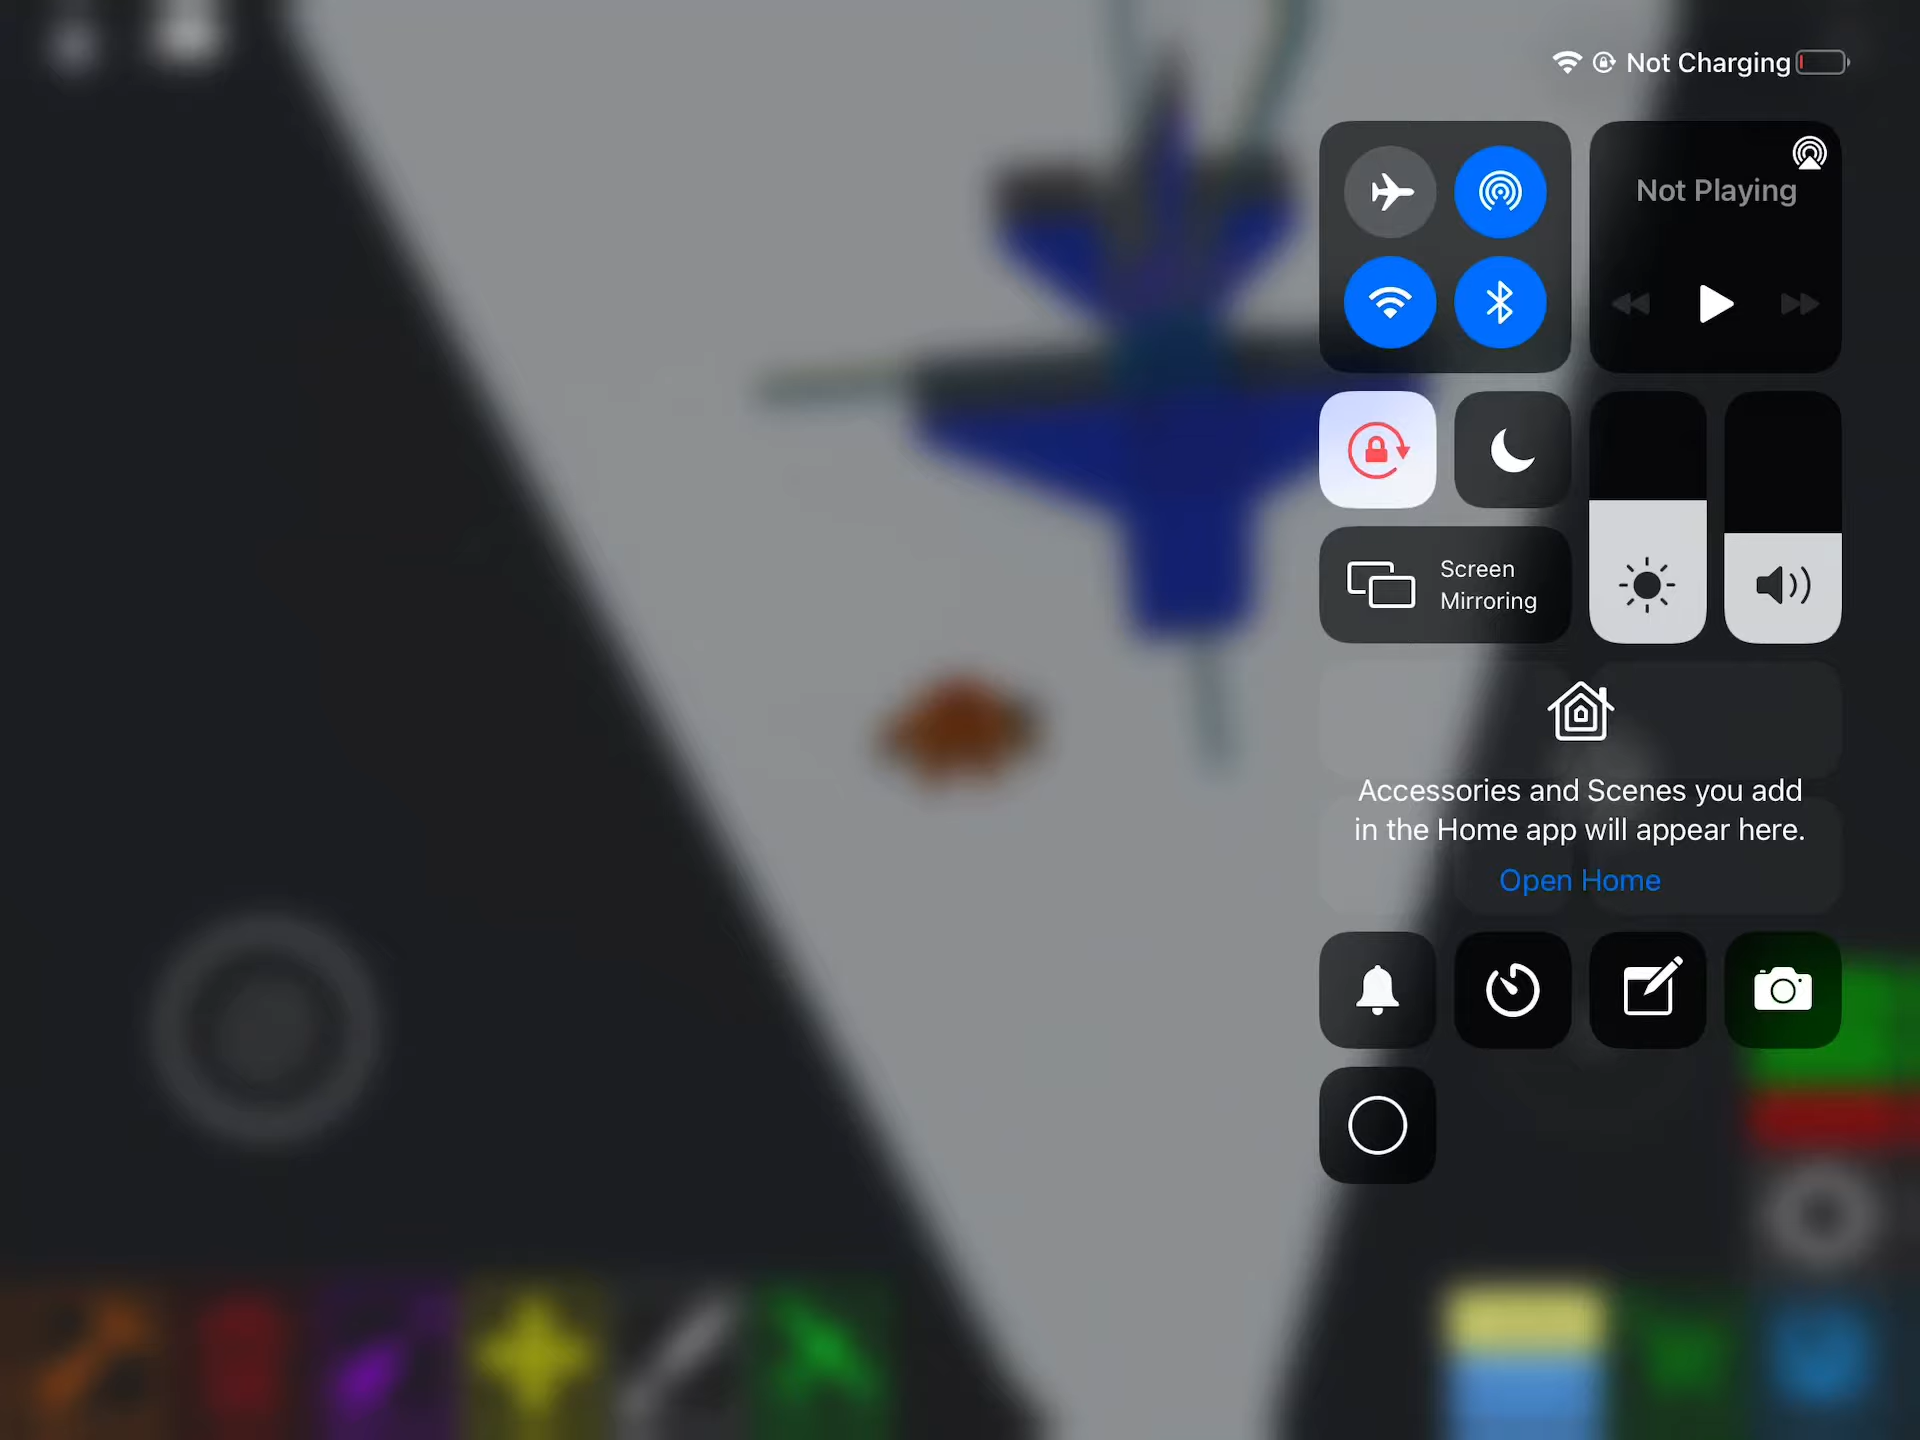 Not Charging
Not Playing
Screen
Mirroring
Accessories and Scenes you add
in the Home app will appear here.
Open Home